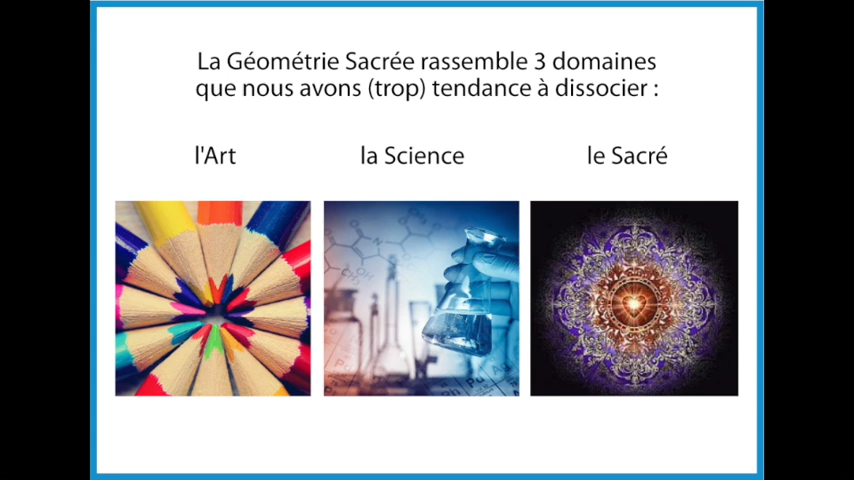 La Géométrie Sacrée rassemble 3 domaines
que nous avons (trop) tendance à dissocier :
l'Art
la Science
le Sacré